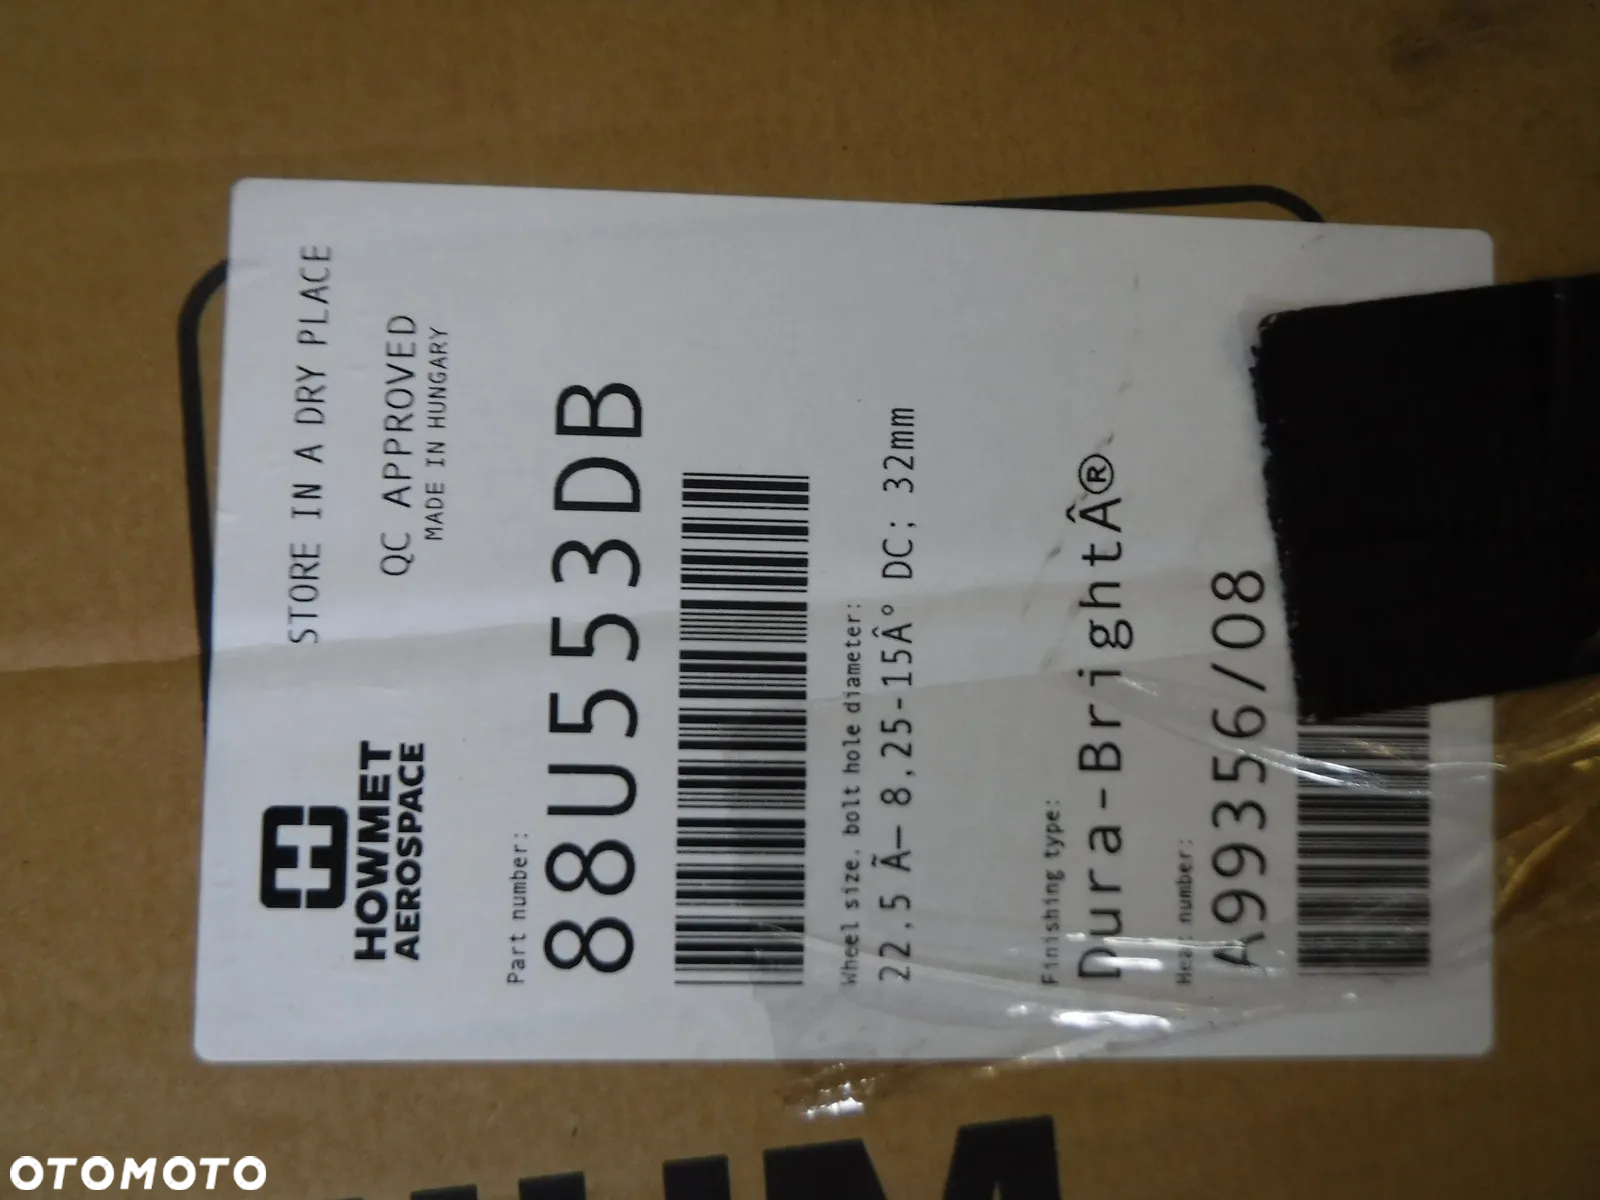 HOWMET
AEROSPACE
STORE IN A DRY PLACE
QC APPROVED
MADE IN HUNGARY
Part number:
88U553DB
Wheel size, bolt hole diameter:
22,5 Ã— 8,25-15Â° DC; 32mm
Finishing type:
Dura-BrightÂ®
Heat number:
A99356/08
OTOMOTO